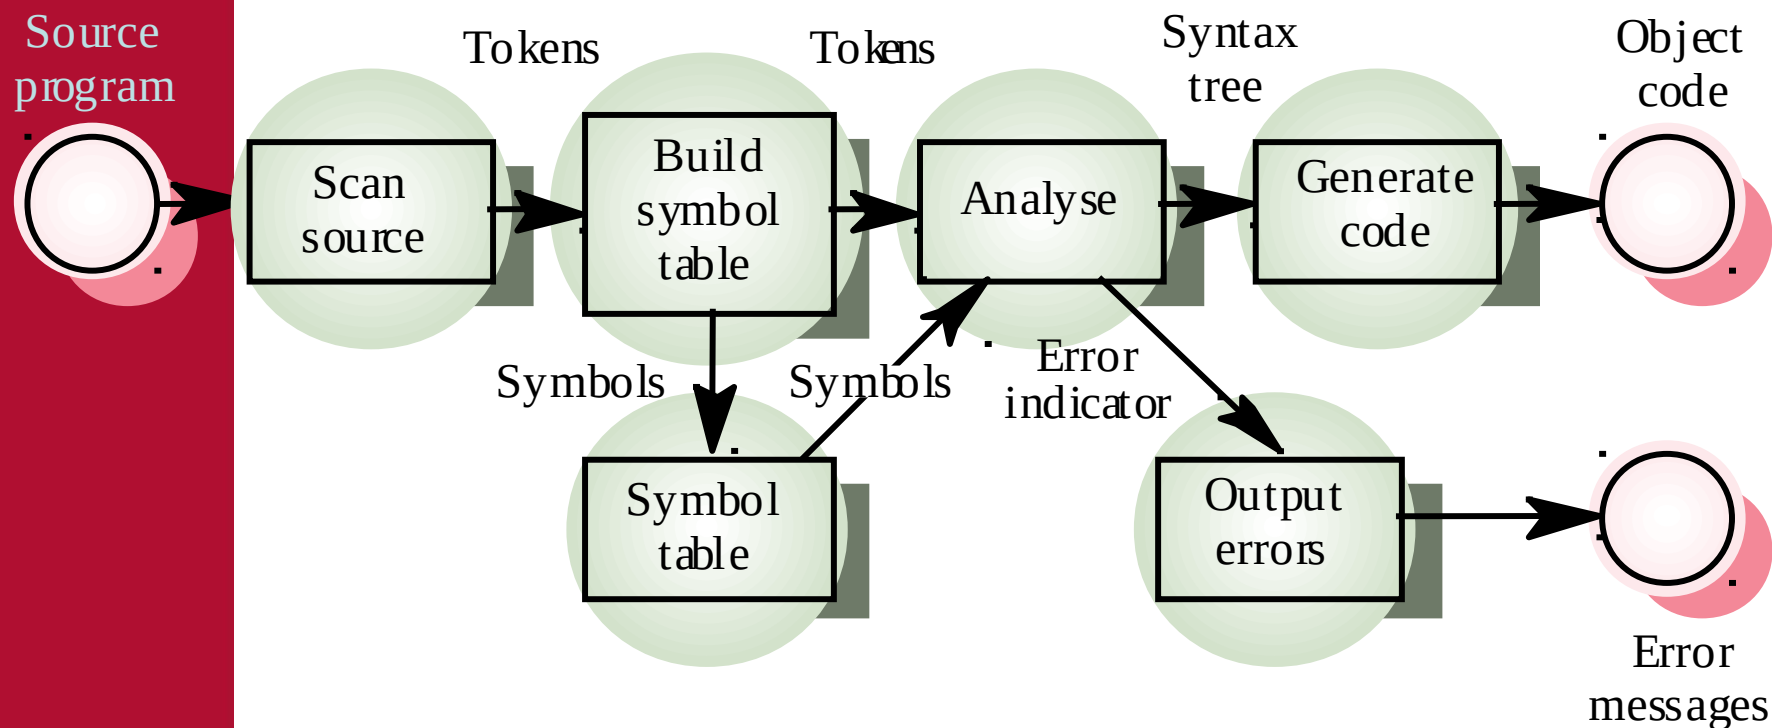 Source
program
Tokens
Tokens
Syntax
tree
Object
code
Scan
source
Build
symbol
table
Analyse
Generate
code
Symbols
Symbols
Error
indicator
Symbol
table
Output
errors
Error
messages